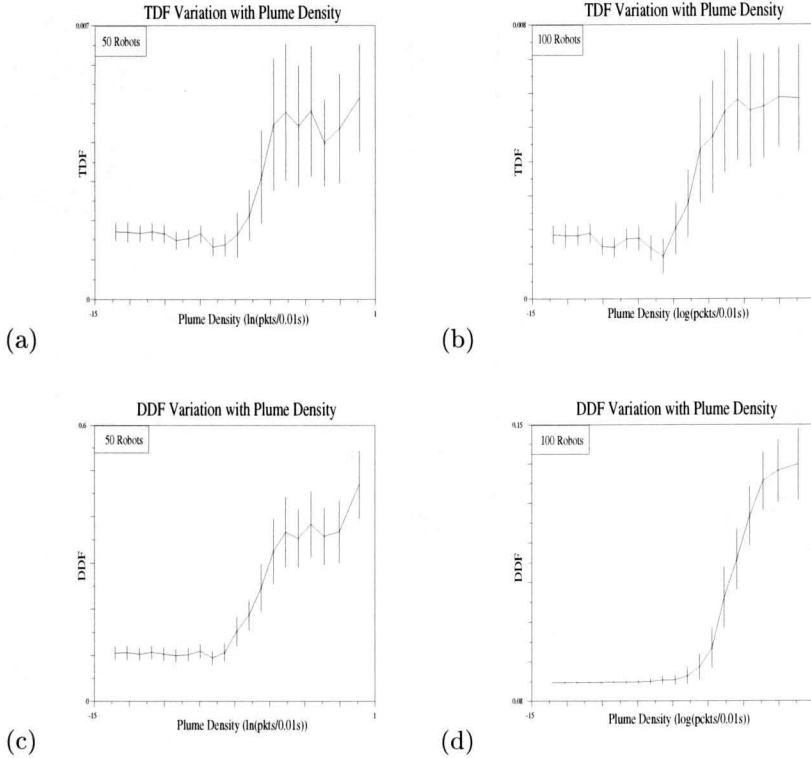 TDF Variation with Plume Density
0.007
50 Robots
TDF
0
-15
1
Plume Density (ln(pkts/0.01s))
(a)
TDF Variation with Plume Density
0.008
100 Robots
TDF
0
-15
Plume Density (log(pckts/0.01s))
(b)
DDF Variation with Plume Density
0.6
50 Robots
DDF
0
-15
1
Plume Density (ln(pkts/0.01s))
(c)
DDF Variation with Plume Density
0.15
100 Robots
DDF
0.08
-15
Plume Density (log(pckts/0.01s))
(d)